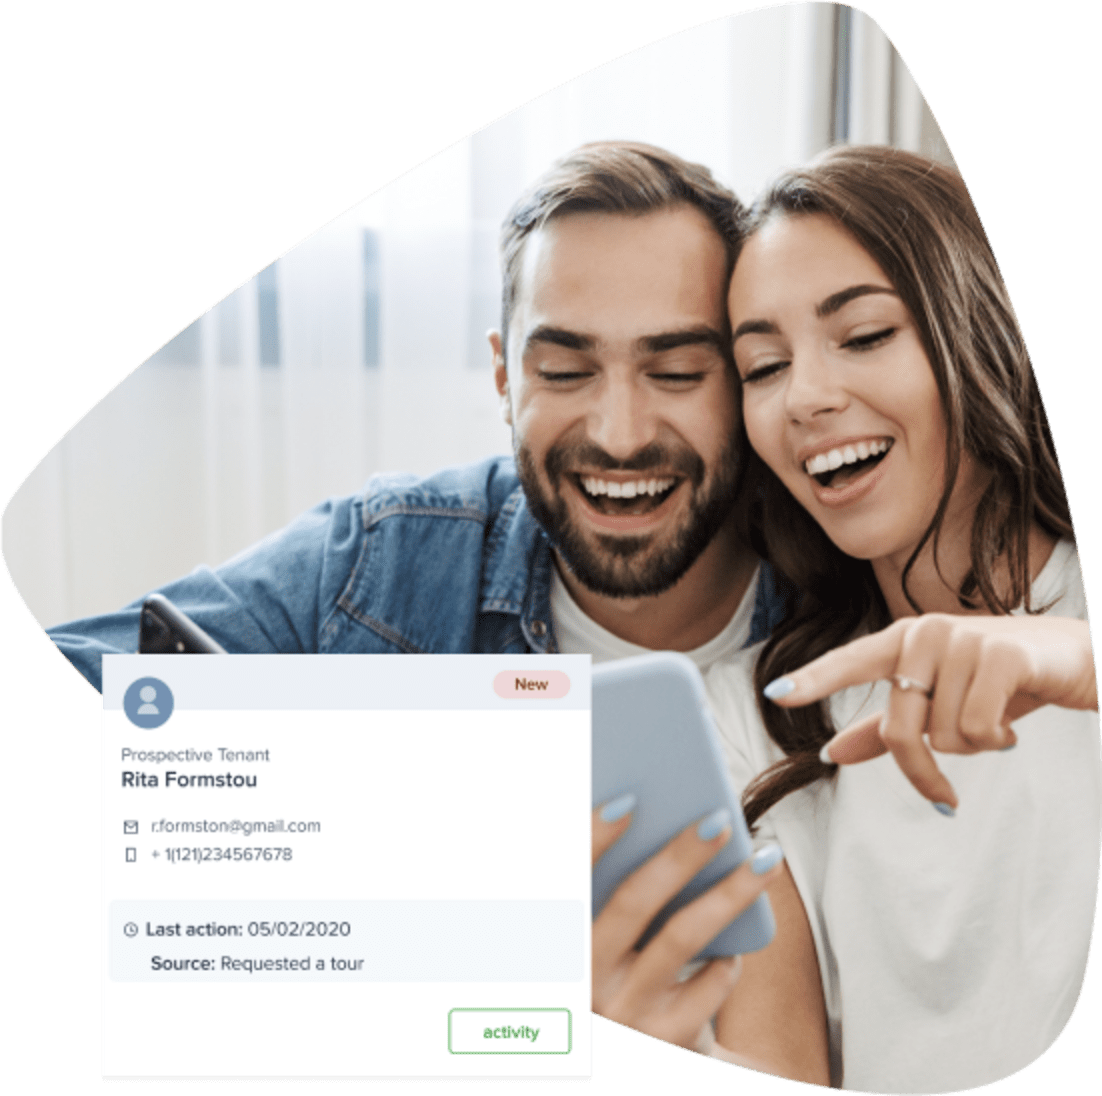 New
Prospective Tenant
Rita Formstou
r.formston@gmail.com
+ 1(121)234567678
Last action: 05/02/2020
Source: Requested a tour
activity